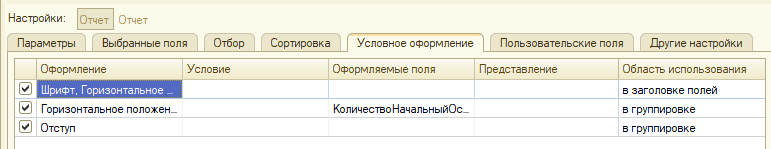 Настройки: Отчет Отчет
Параметры Выбранные поля Отбор Сортировка Условное оформление Пользовательские поля Другие настройки
Оформление Условие Оформляемые поля Представление Область использования
Шрифт, Горизонтальное ... в заголовке полей
Горизонтальное положен... КоличествоНачальныйОс... в группировке
Отступ в группировке